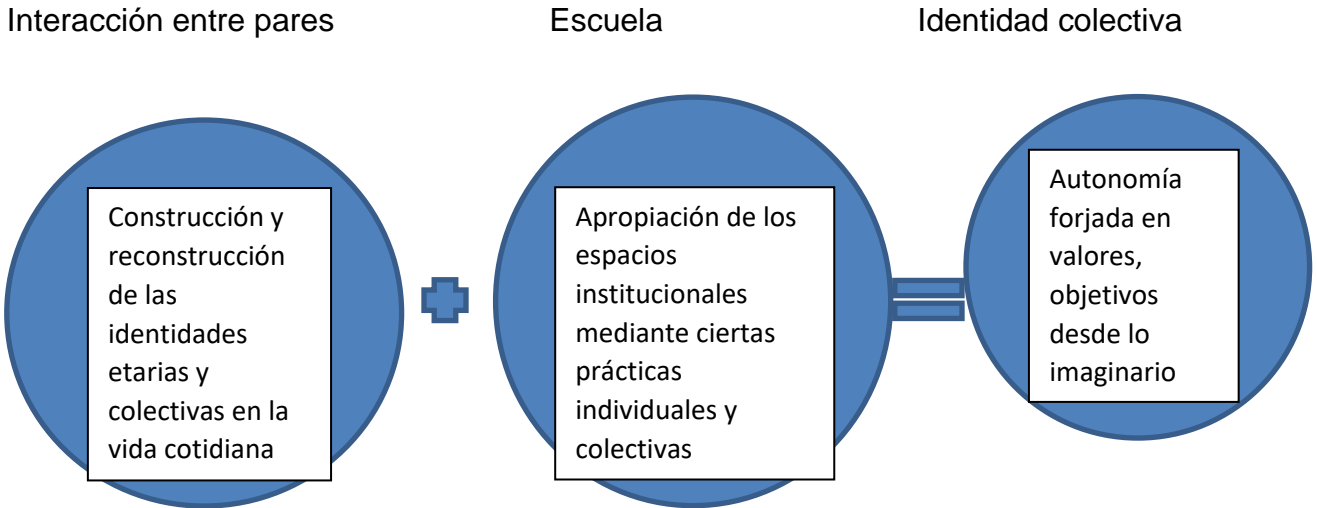 Interacción entre pares
Escuela
Identidad colectiva
Construcción y
reconstrucción
de las
identidades
etarias y
colectivas en la
vida cotidiana
Apropiación de los
espacios
institucionales
mediante ciertas
prácticas
individuales y
colectivas
Autonomía
forjada en
valores,
objetivos
desde lo
imaginario